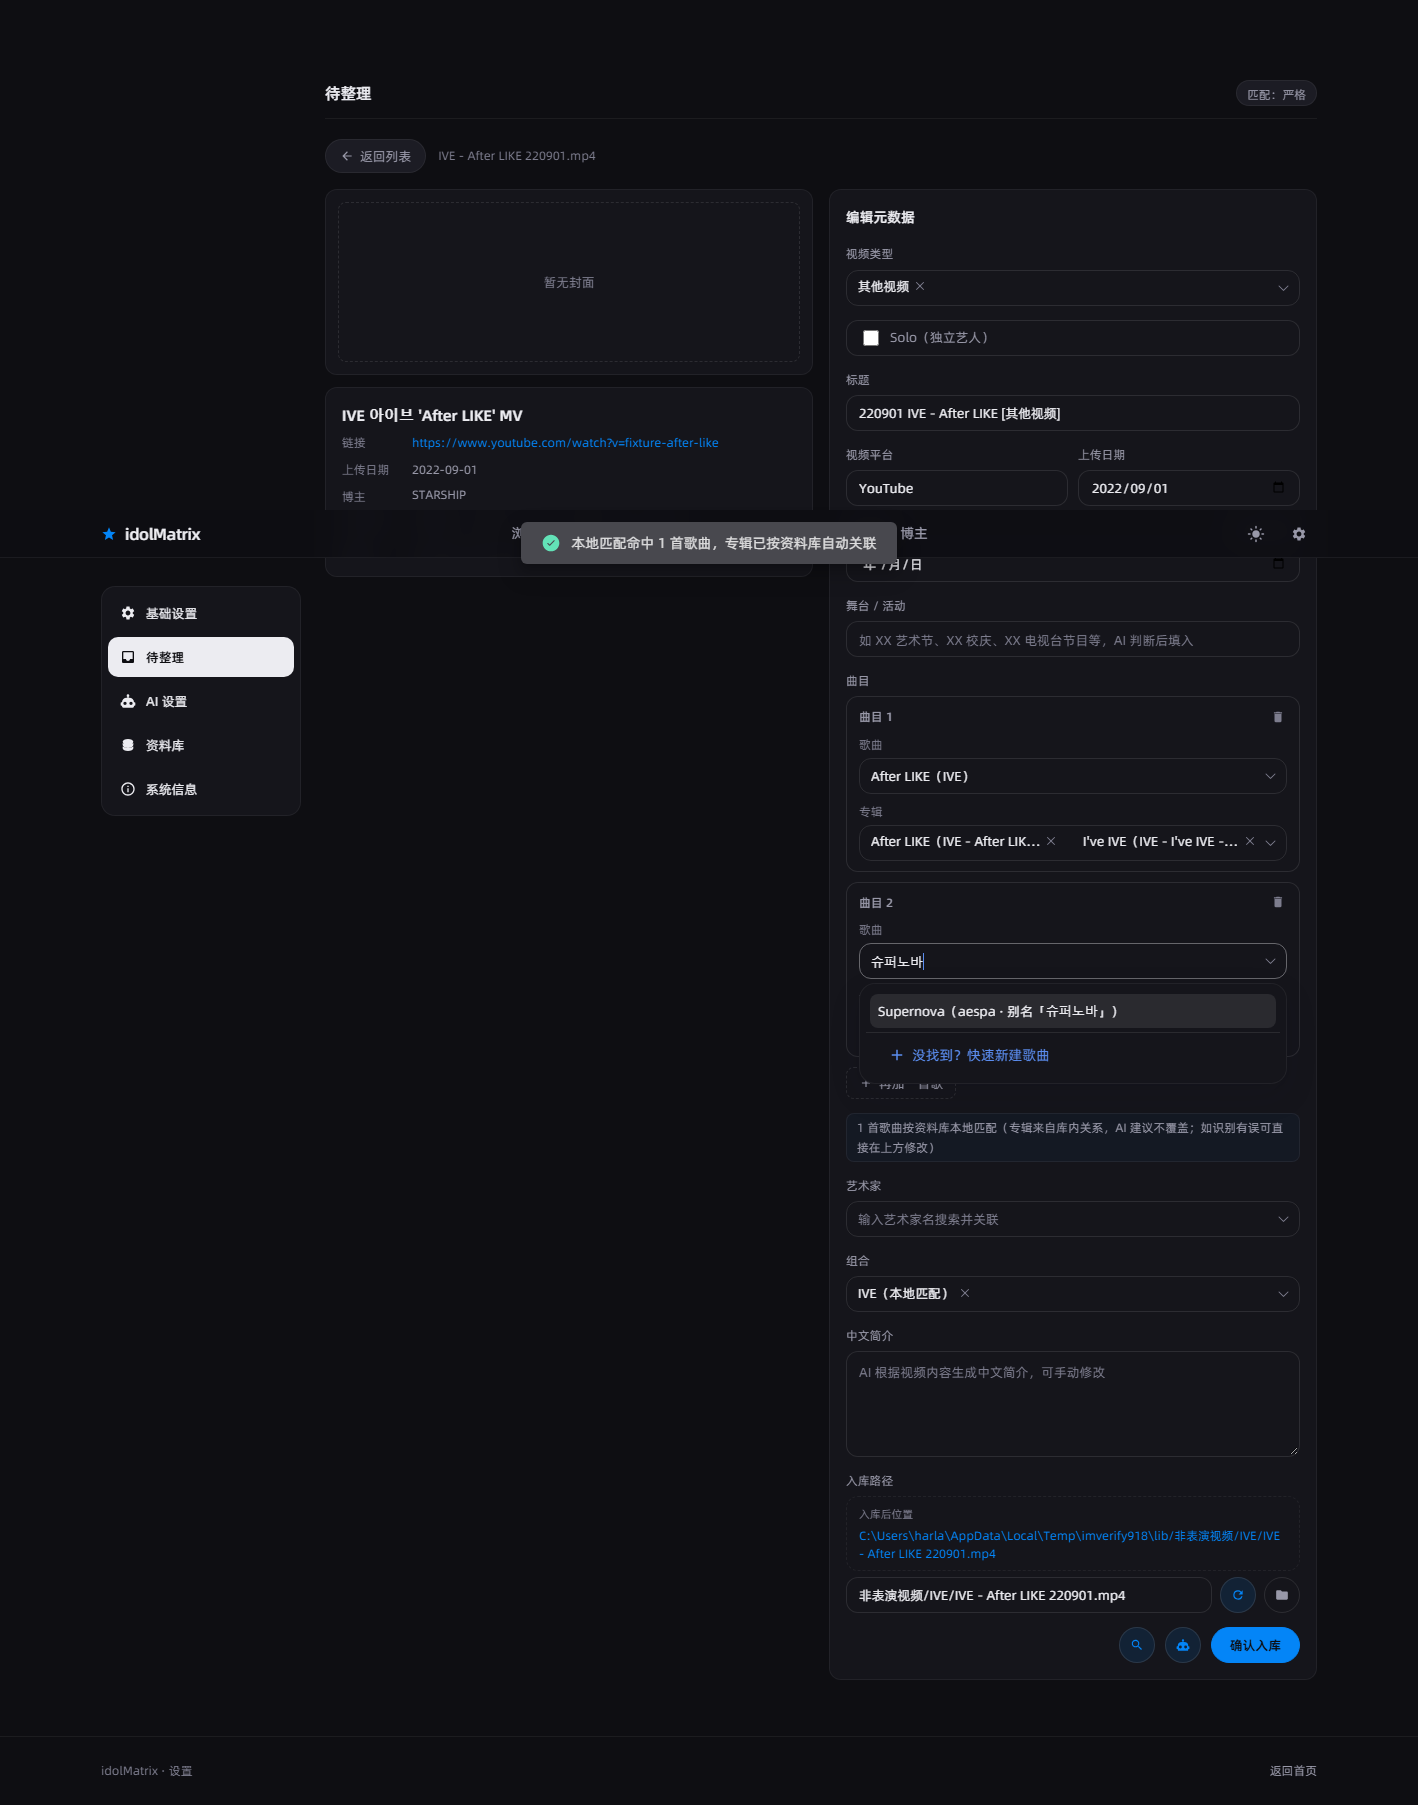 待整理
匹配：严格
返回列表
IVE - After LIKE 220901.mp4
暂无封面
IVE 아이브 'After LIKE' MV
链接
https://www.youtube.com/watch?v=fixture-after-like
上传日期
2022-09-01
博主
STARSHIP
编辑元数据
视频类型
其他视频
Solo（独立艺人）
标题
220901 IVE - After LIKE [其他视频]
视频平台
上传日期
YouTube
2022/09/01
idolMatrix
本地匹配命中 1 首歌曲，专辑已按资料库自动关联
博主
年 /月/日
基础设置
待整理
AI 设置
资料库
系统信息
舞台 / 活动
如 XX 艺术节、XX 校庆、XX 电视台节目等，AI 判断后填入
曲目
曲目 1
歌曲
After LIKE（IVE）
专辑
After LIKE（IVE - After LIK...
I've IVE（IVE - I've IVE -...
曲目 2
歌曲
슈퍼노바
Supernova（aespa · 别名「슈퍼노바」）
没找到？快速新建歌曲
1 首歌曲按资料库本地匹配（专辑来自库内关系，AI 建议不覆盖；如识别有误可直
接在上方修改）
艺术家
输入艺术家名搜索并关联
组合
IVE（本地匹配）
中文简介
AI 根据视频内容生成中文简介，可手动修改
入库路径
入库后位置
C:\Users\harla\AppData\Local\Temp\imverify918\lib/非表演视频/IVE/IVE
- After LIKE 220901.mp4
非表演视频/IVE/IVE - After LIKE 220901.mp4
确认入库
idolMatrix · 设置
返回首页